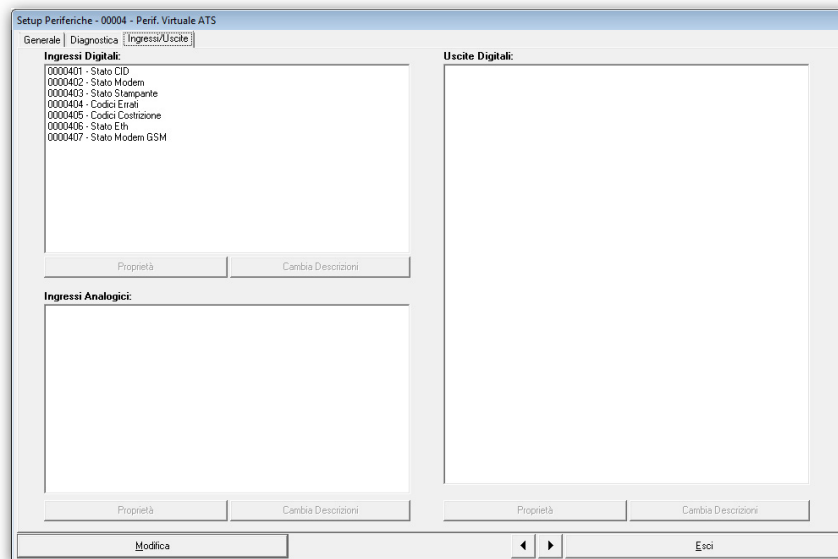 Setup Periferiche - 00004 - Perif. Virtuale ATS
Generale Diagnostica Ingressi/Uscite
Ingressi Digitali:
0000401 - Stato CID
0000402 - Stato Modem
0000403 - Stato Stampante
0000404 - Codici Errati
0000405 - Codici Costrizione
0000406 - Stato Eth
0000407 - Stato Modem GSM
Proprietà Cambia Descrizioni
Ingressi Analogici:
Proprietà Cambia Descrizioni
Uscite Digitali:
Proprietà Cambia Descrizioni
Modifica Esci